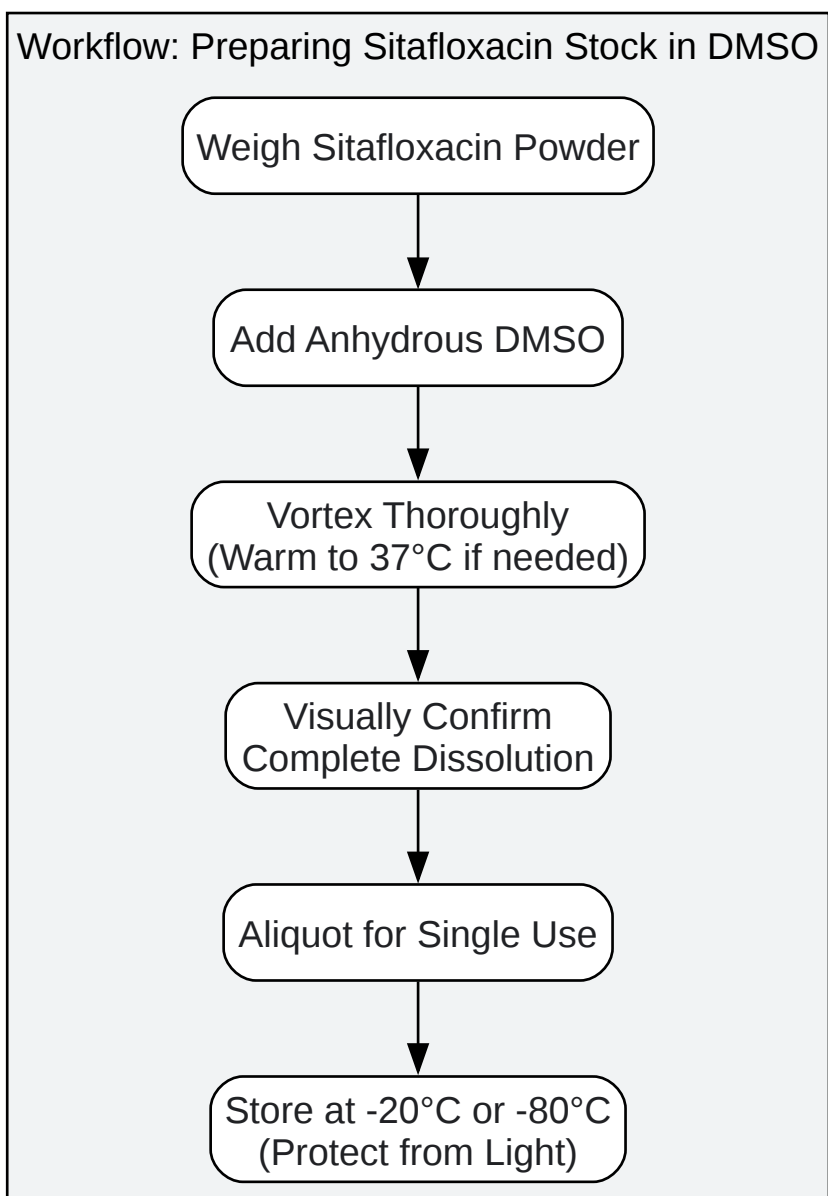 Workflow: Preparing Sitafloxacin Stock in DMSO
Weigh Sitafloxacin Powder
Add Anhydrous DMSO
Vortex Thoroughly
(Warm to 37°C if needed)
Visually Confirm
Complete Dissolution
Aliquot for Single Use
Store at -20°C or -80°C
(Protect from Light)